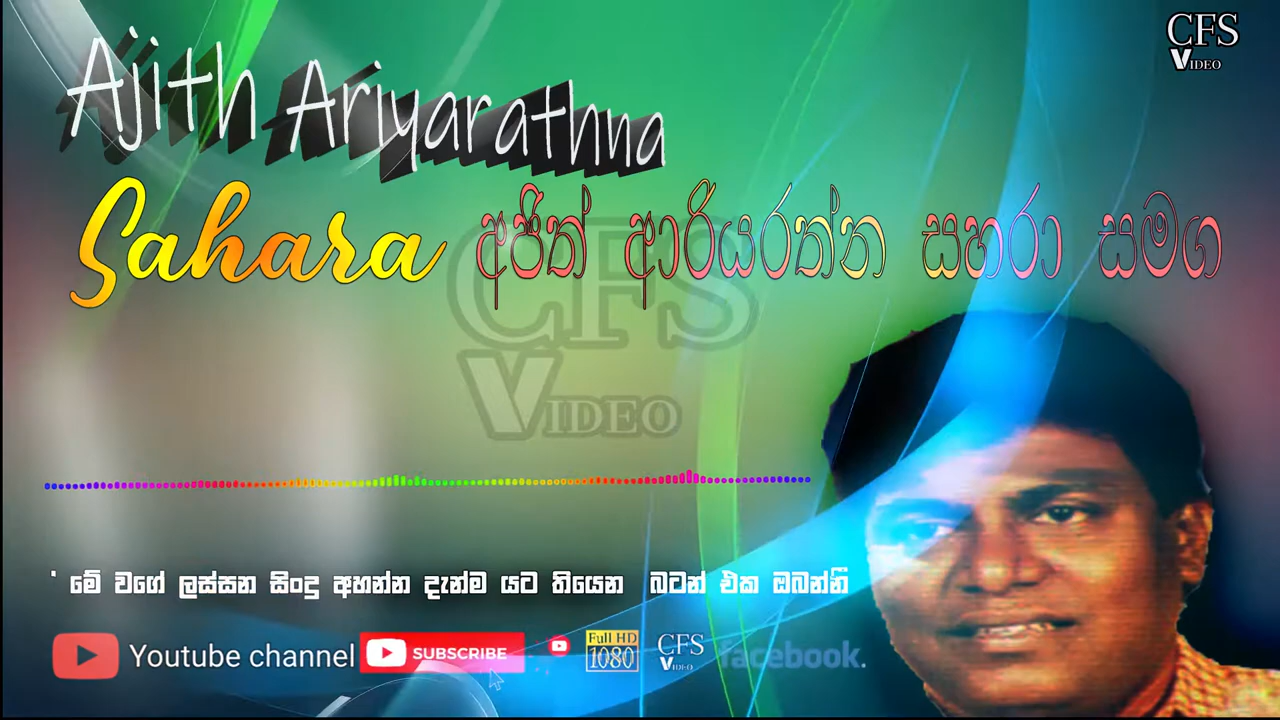 CFS
VIDEO
Ajith Ariyarathna
Sahara අජිත් ආරියරත්න සහරා සමග
CFS
VIDEO
' මේ වගේ ලස්සන සිංදු අහන්න දැන්ම යට තියෙන බටන් එක ඔබන්නී
Youtube channel SUBSCRIBE Full HD 1080 CFS VIDEO facebook.